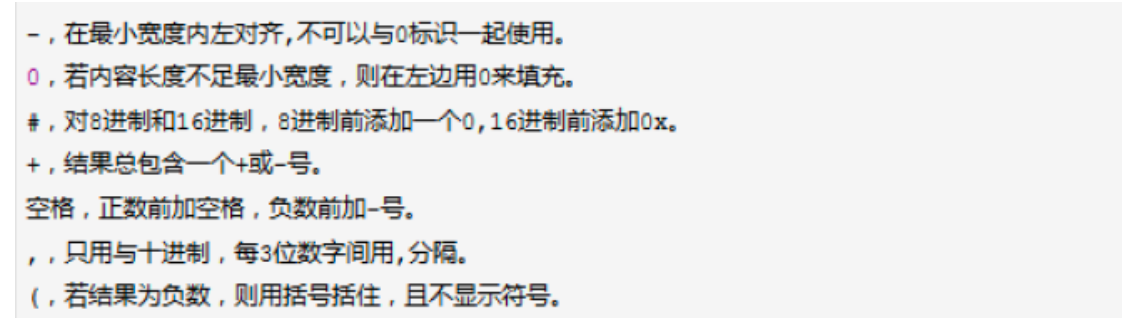 -，在最小宽度内左对齐,不可以与0标识一起使用。
0，若内容长度不足最小宽度，则在左边用0来填充。
#，对8进制和16进制，8进制前添加一个0,16进制前添加0x。
+，结果总包含一个+或-号。
空格，正数前加空格，负数前加-号。
,，只用与十进制，每3位数字间用,分隔。
(，若结果为负数，则用括号括住，且不显示符号。